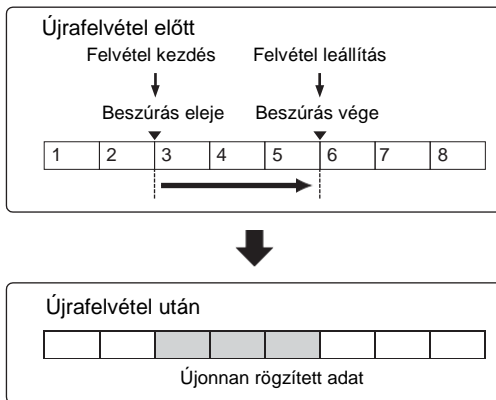 Újrafelvétel előtt
Felvétel kezdés Felvétel leállítás
Beszúrás eleje Beszúrás vége
1 2 3 4 5 6 7 8
Újrafelvétel után
Újonnan rögzített adat